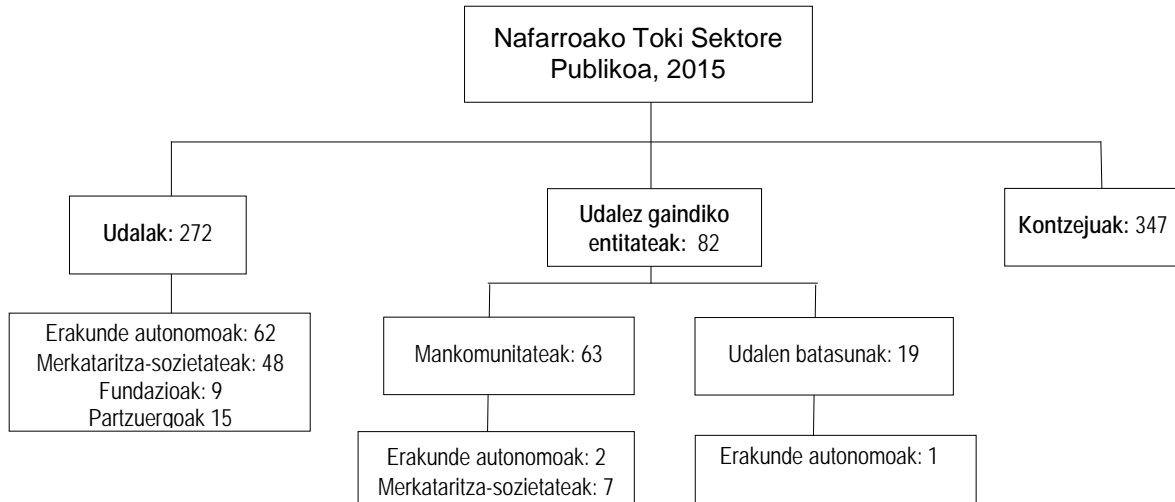 Nafarroako Toki Sektore
Publikoa, 2015
Udalak: 272
Udalez gaindiko
entitateak: 82
Kontzejuak: 347
Erakunde autonomoak: 62
Merkataritza-sozietateak: 48
Fundazioak: 9
Partzuergoak 15
Mankomunitateak: 63
Udalen batasunak: 19
Erakunde autonomoak: 2
Merkataritza-sozietateak: 7
Erakunde autonomoak: 1